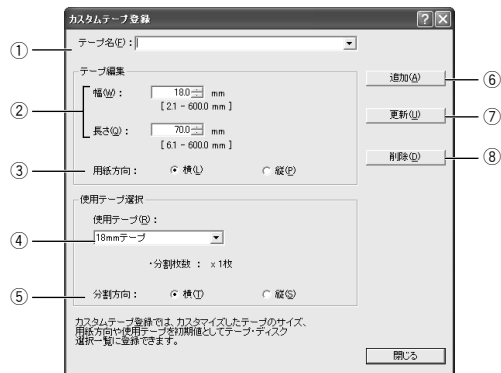 カスタムテープ登録
① テープ名(F):
テープ編集
② 幅(W): 18.0 mm
[ 2.1 - 600.0 mm ]
長さ(Q): 70.0 mm
[ 6.1 - 600.0 mm ]
③ 用紙方向: 横(L) 縦(P)
追加(A) ⑥
更新(U) ⑦
削除(D) ⑧
使用テープ選択
使用テープ(R):
④ 18mmテープ
・分割枚数 : x 1枚
⑤ 分割方向: 横(T) 縦(S)
カスタムテープ登録では、カスタマイズしたテープのサイズ、
用紙方向や使用テープを初期値としてテープ・ディスク
選択一覧に登録できます。
閉じる